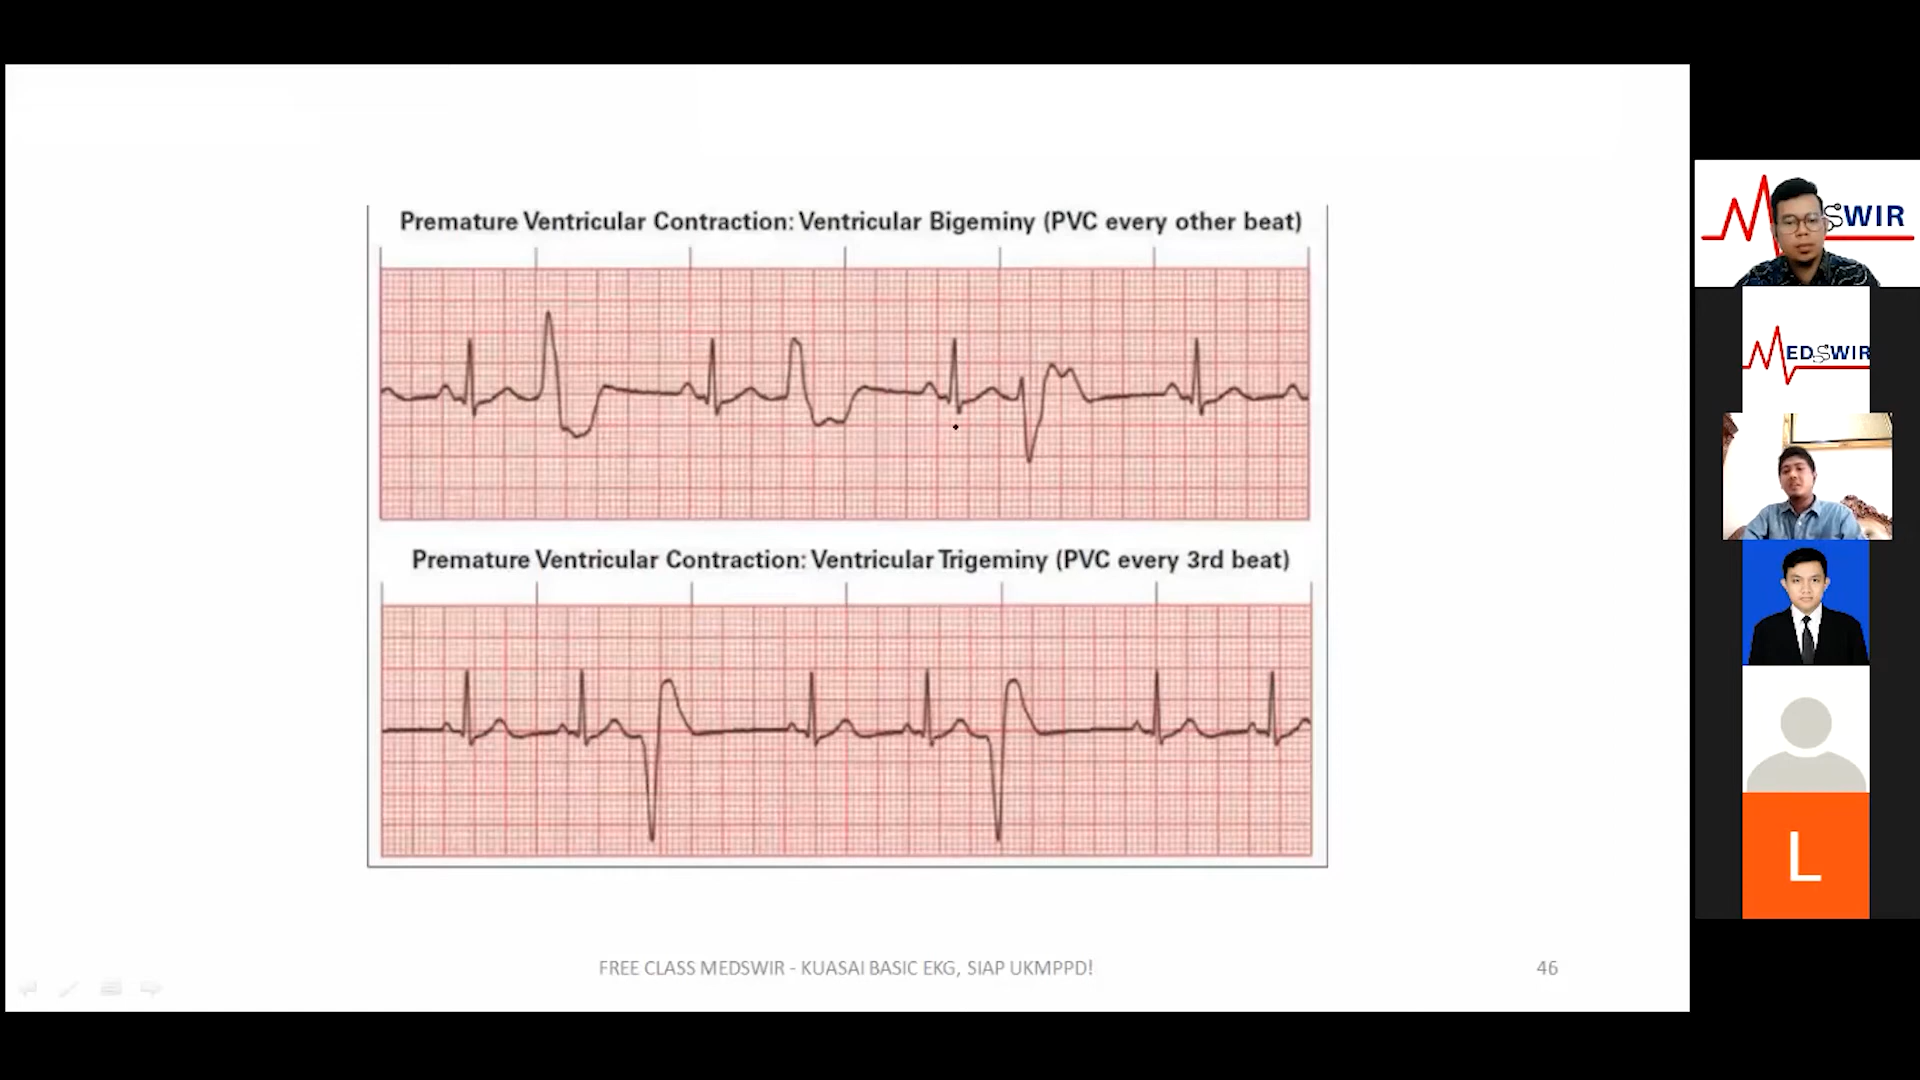 Premature Ventricular Contraction: Ventricular Bigeminy (PVC every other beat)
Premature Ventricular Contraction: Ventricular Trigeminy (PVC every 3rd beat)
FREE CLASS MEDSWIR - KUASAI BASIC EKG, SIAP UKMPPD!
46
SWIR
MEDSWIR
L